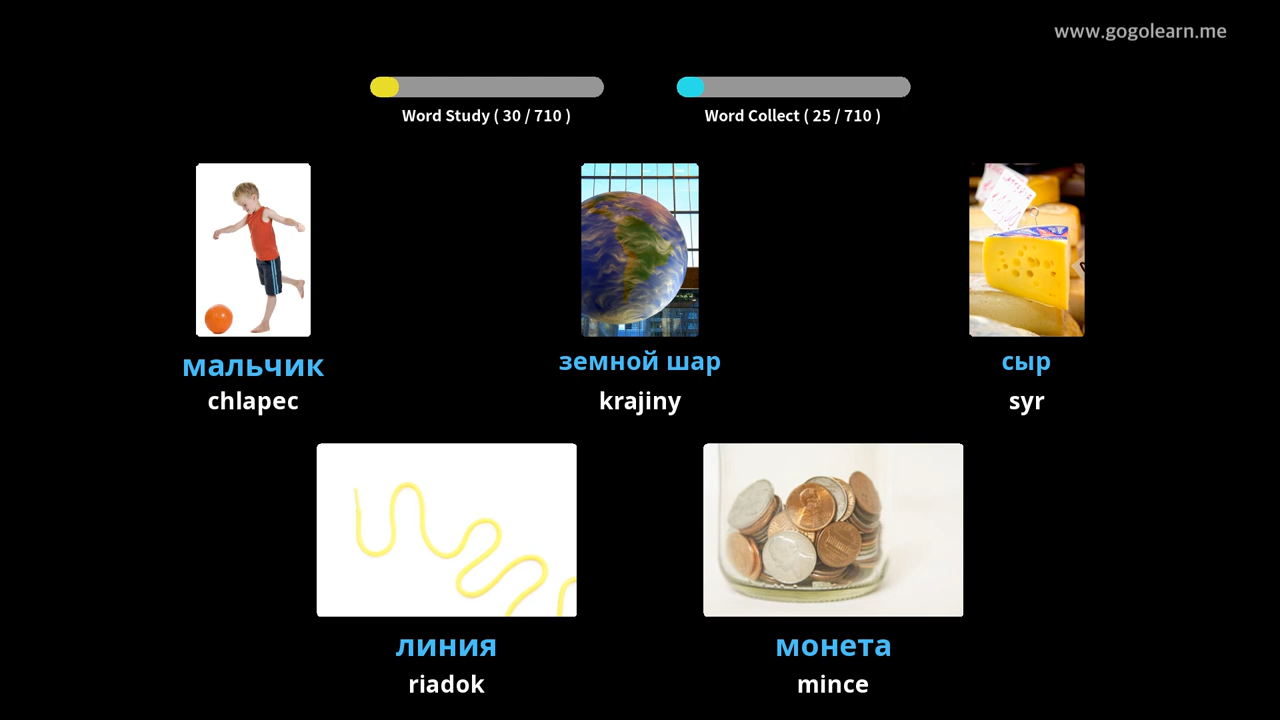 www.gogolearn.me
Word Study ( 30 / 710 )
Word Collect ( 25 / 710 )
мальчик
chlapec
земной шар
krajiny
сыр
syr
линия
riadok
монета
mince